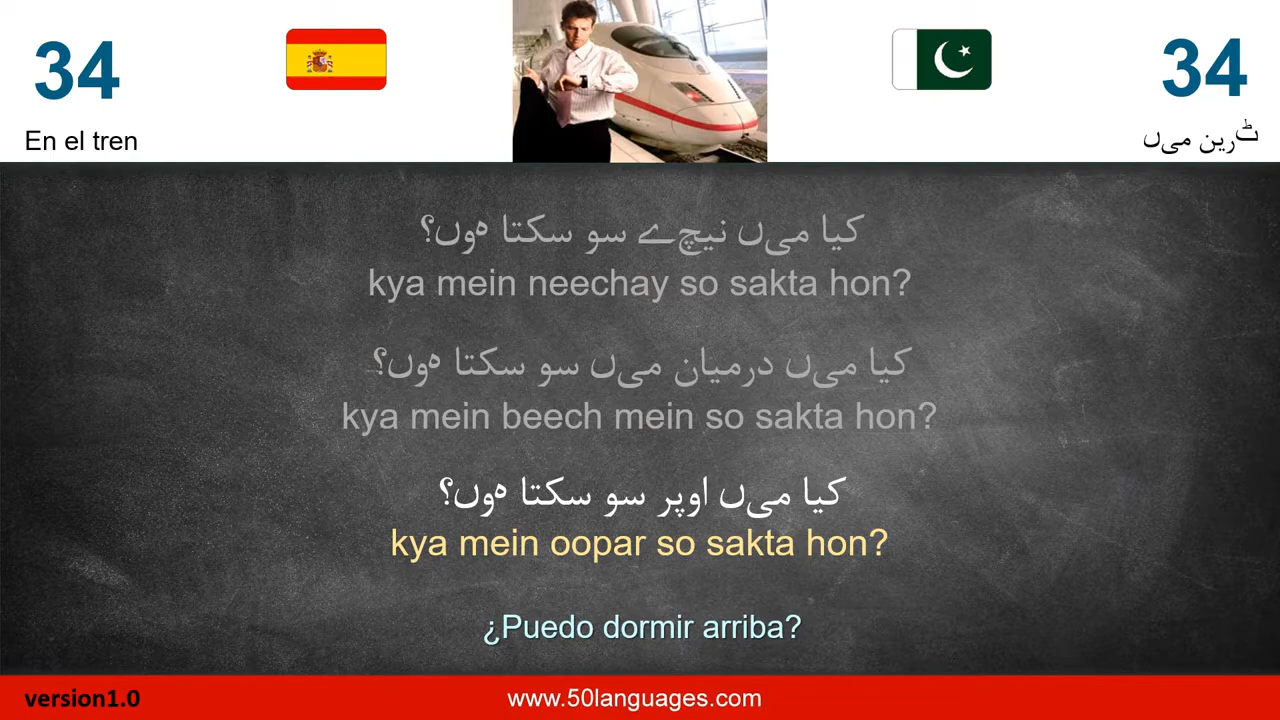 34
34
En el tren
ٹرین میں
کیا میں نیچے سو سکتا ہوں؟
kya mein neechay so sakta hon?
کیا میں درمیان میں سو سکتا ہوں؟
kya mein beech mein so sakta hon?
کیا میں اوپر سو سکتا ہوں؟
kya mein oopar so sakta hon?
¿Puedo dormir arriba?
version1.0
www.50languages.com